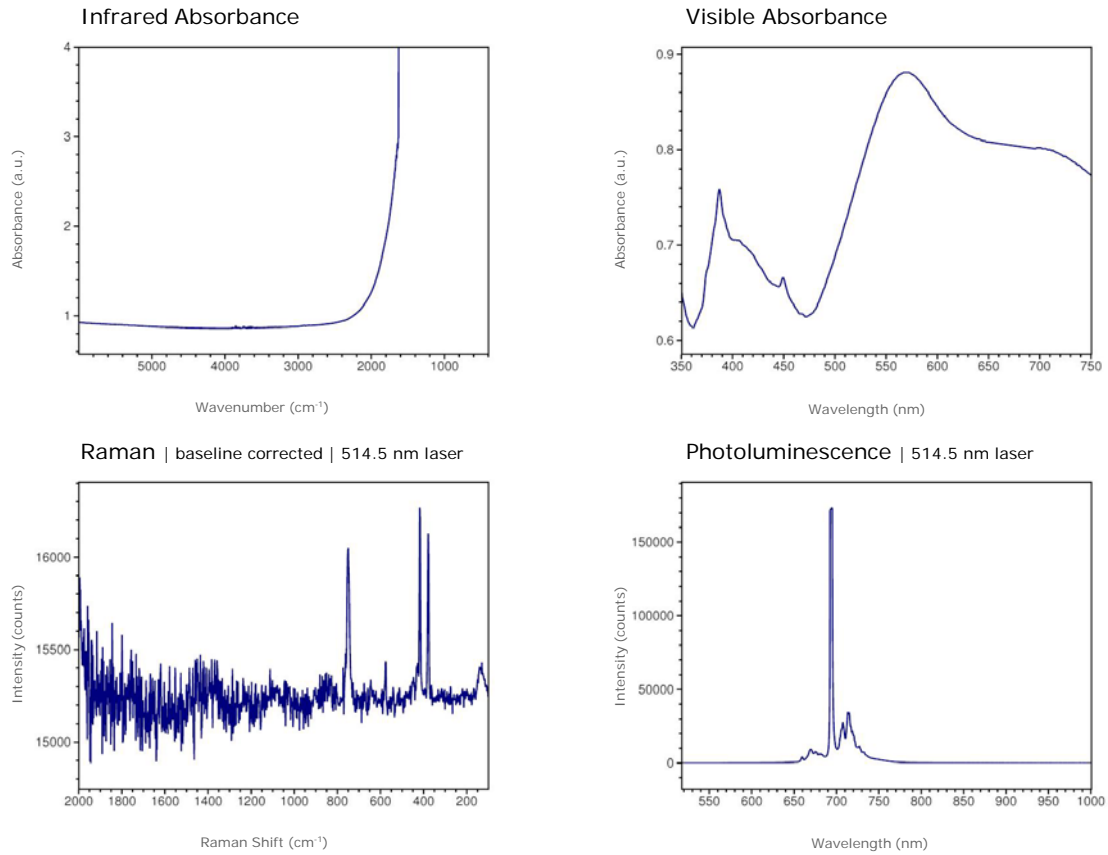 Infrared Absorbance
Absorbance (a.u.)
4
3
2
1
5000 4000 3000 2000 1000
Wavenumber (cm⁻¹)
Visible Absorbance
Absorbance (a.u.)
0.9
0.8
0.7
0.6
350 400 450 500 550 600 650 700 750
Wavelength (nm)
Raman | baseline corrected | 514.5 nm laser
Intensity (counts)
16000
15500
15000
2000 1800 1600 1400 1200 1000 800 600 400 200
Raman Shift (cm⁻¹)
Photoluminescence | 514.5 nm laser
Intensity (counts)
150000
100000
50000
0
550 600 650 700 750 800 850 900 950 1000
Wavelength (nm)